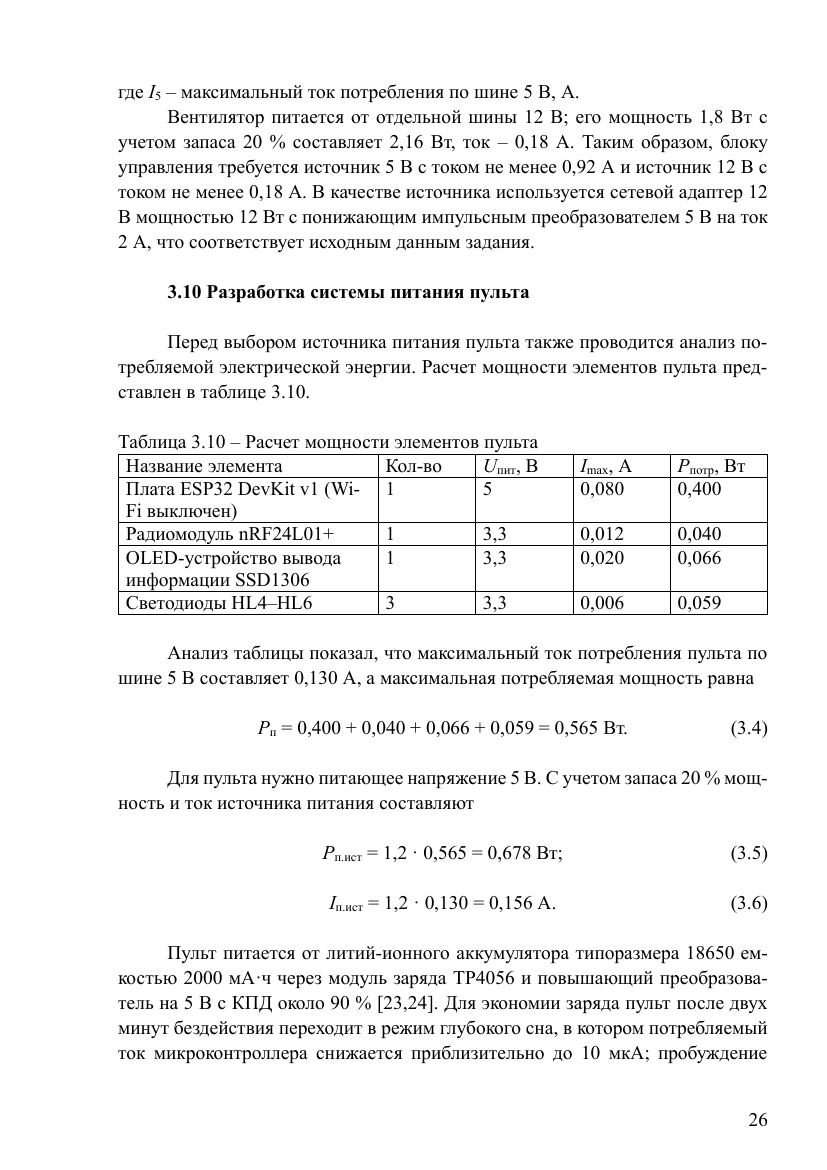 где I5 – максимальный ток потребления по шине 5 В, А.
Вентилятор питается от отдельной шины 12 В; его мощность 1,8 Вт с
учетом запаса 20 % составляет 2,16 Вт, ток – 0,18 А. Таким образом, блоку
управления требуется источник 5 В с током не менее 0,92 А и источник 12 В с
током не менее 0,18 А. В качестве источника используется сетевой адаптер 12
В мощностью 12 Вт с понижающим импульсным преобразователем 5 В на ток
2 А, что соответствует исходным данным задания.
3.10 Разработка системы питания пульта
Перед выбором источника питания пульта также проводится анализ по-
требляемой электрической энергии. Расчет мощности элементов пульта пред-
ставлен в таблице 3.10.
Таблица 3.10 – Расчет мощности элементов пульта
Название элемента Кол-во Uпит, В Imax, А Pпотр, Вт
Плата ESP32 DevKit v1 (Wi- 1 5 0,080 0,400
Fi выключен)
Радиомодуль nRF24L01+ 1 3,3 0,012 0,040
OLED-устройство вывода 1 3,3 0,020 0,066
информации SSD1306
Светодиоды HL4–HL6 3 3,3 0,006 0,059
Анализ таблицы показал, что максимальный ток потребления пульта по
шине 5 В составляет 0,130 А, а максимальная потребляемая мощность равна
Pп = 0,400 + 0,040 + 0,066 + 0,059 = 0,565 Вт. (3.4)
Для пульта нужно питающее напряжение 5 В. С учетом запаса 20 % мощ-
ность и ток источника питания составляют
Pп.ист = 1,2 · 0,565 = 0,678 Вт; (3.5)
Iп.ист = 1,2 · 0,130 = 0,156 А. (3.6)
Пульт питается от литий-ионного аккумулятора типоразмера 18650 ем-
костью 2000 мА·ч через модуль заряда TP4056 и повышающий преобразова-
тель на 5 В с КПД около 90 % [23,24]. Для экономии заряда пульт после двух
минут бездействия переходит в режим глубокого сна, в котором потребляемый
ток микроконтроллера снижается приблизительно до 10 мкА; пробуждение
26